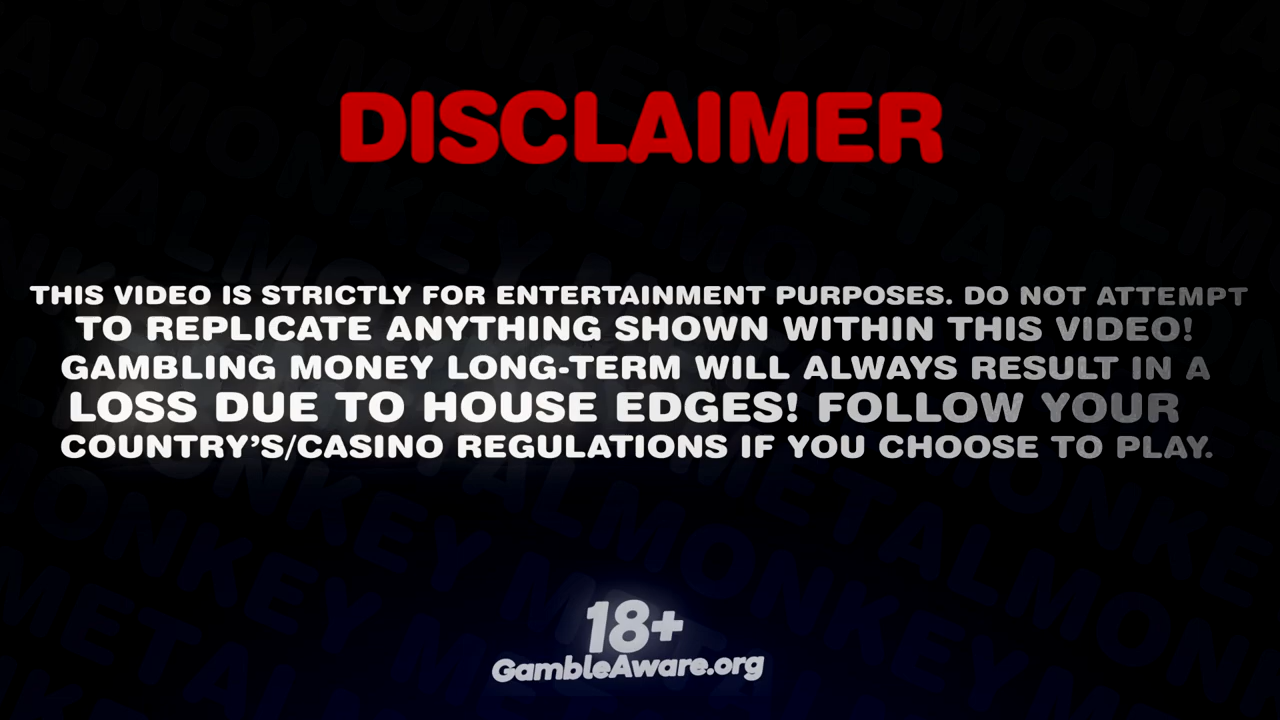 DISCLAIMER
THIS VIDEO IS STRICTLY FOR ENTERTAINMENT PURPOSES. DO NOT ATTEMPT
TO REPLICATE ANYTHING SHOWN WITHIN THIS VIDEO!
GAMBLING MONEY LONG-TERM WILL ALWAYS RESULT IN A
LOSS DUE TO HOUSE EDGES! FOLLOW YOUR
COUNTRY’S/CASINO REGULATIONS IF YOU CHOOSE TO PLAY.
18+
GambleAware.org